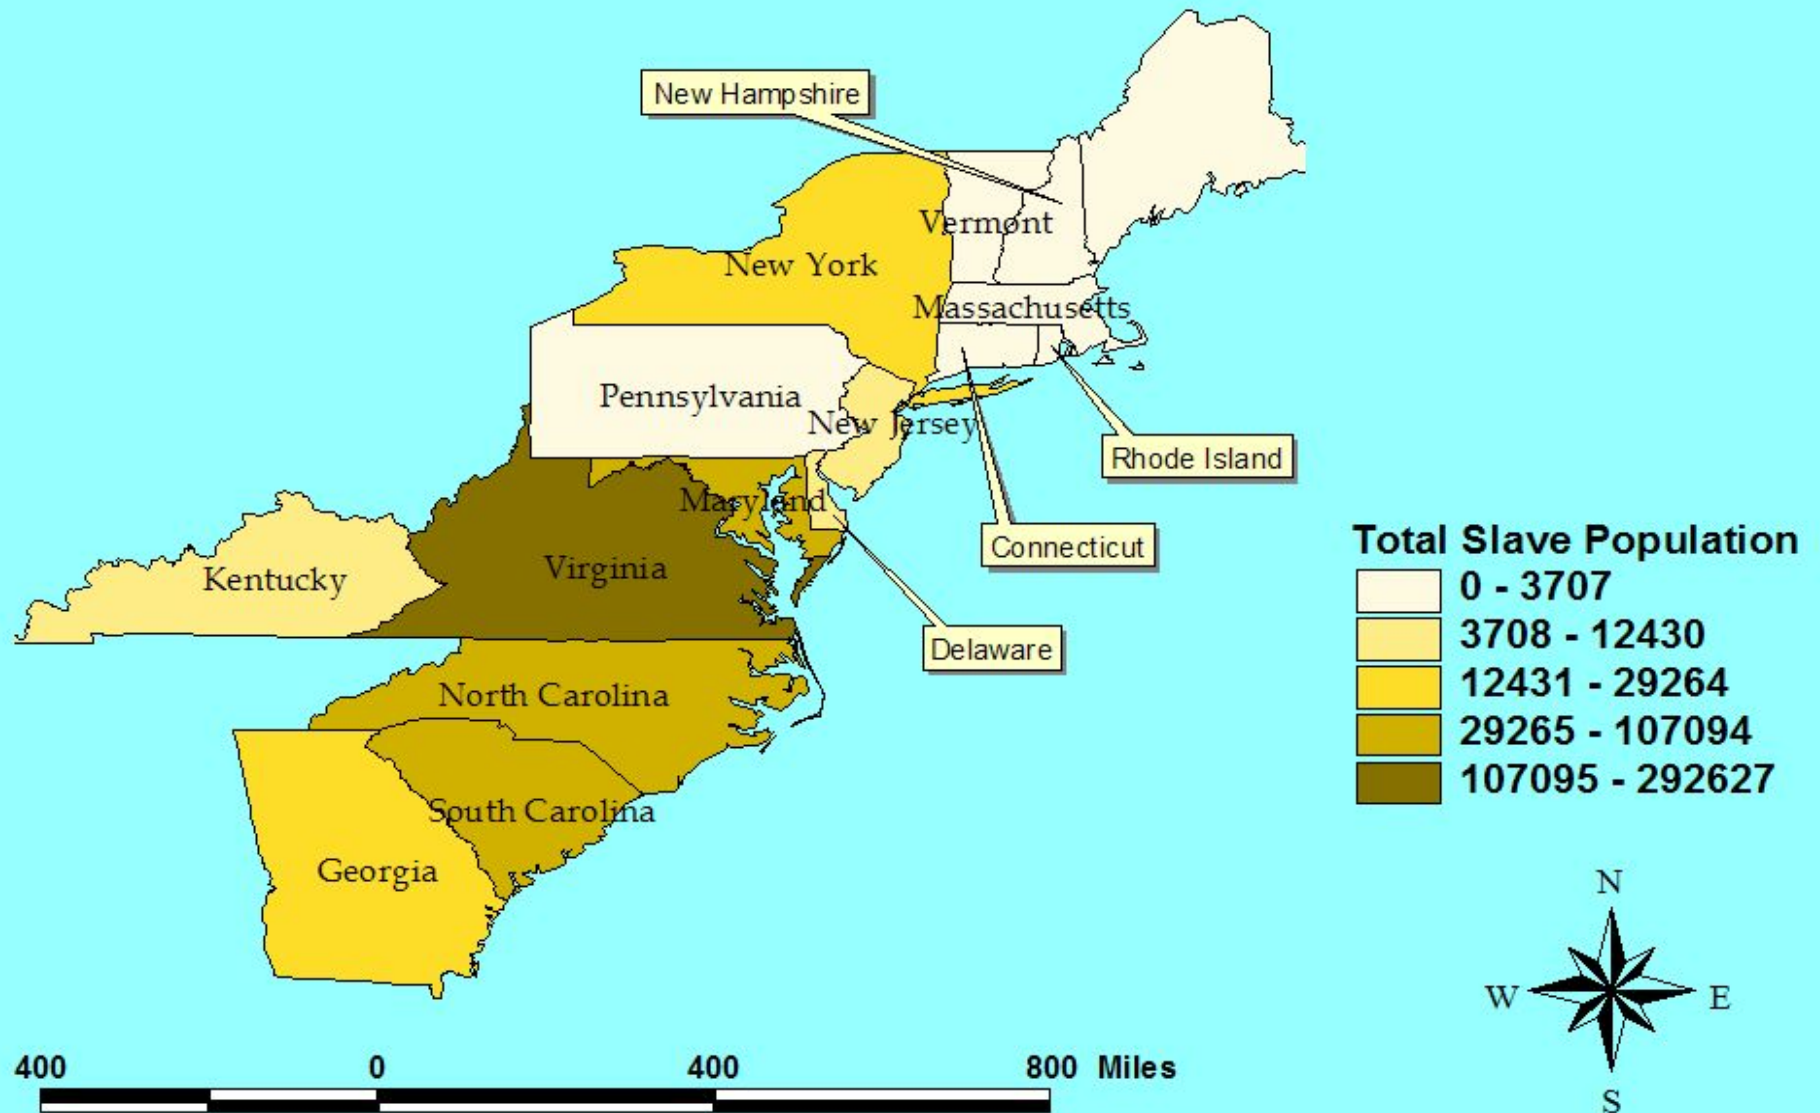 New Hampshire
Vermont
New York
Massachusetts
Pennsylvania
New Jersey
Rhode Island
Maryland
Connecticut
Virginia
Kentucky
Delaware
North Carolina
South Carolina
Georgia
Total Slave Population
0 - 3707
3708 - 12430
12431 - 29264
29265 - 107094
107095 - 292627
N
W E
S
400 0 400 800 Miles